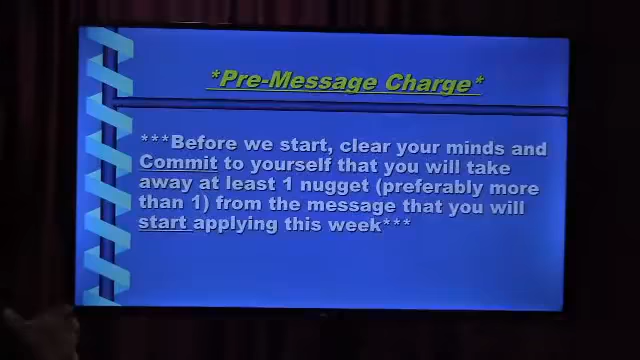 *Pre-Message Charge*
***Before we start, clear your minds and
Commit to yourself that you will take
away at least 1 nugget (preferably more
than 1) from the message that you will
start applying this week***